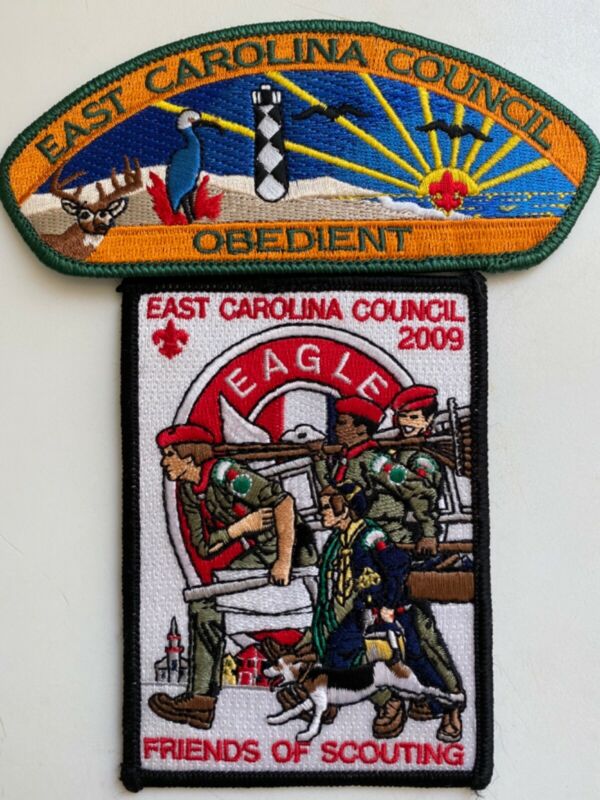 EAST CAROLINA COUNCIL
OBEDIENT
EAST CAROLINA COUNCIL
2009
EAGLE
FRIENDS OF SCOUTING